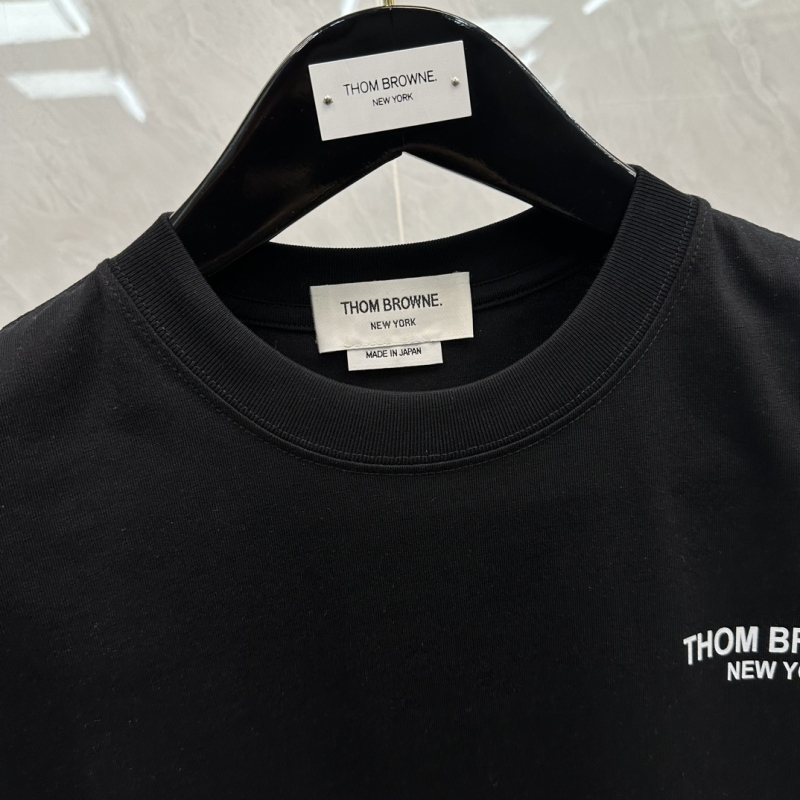 THOM BROWNE.
NEW YORK
THOM BROWNE.
NEW YORK
MADE IN JAPAN
THOM BR
NEW YO